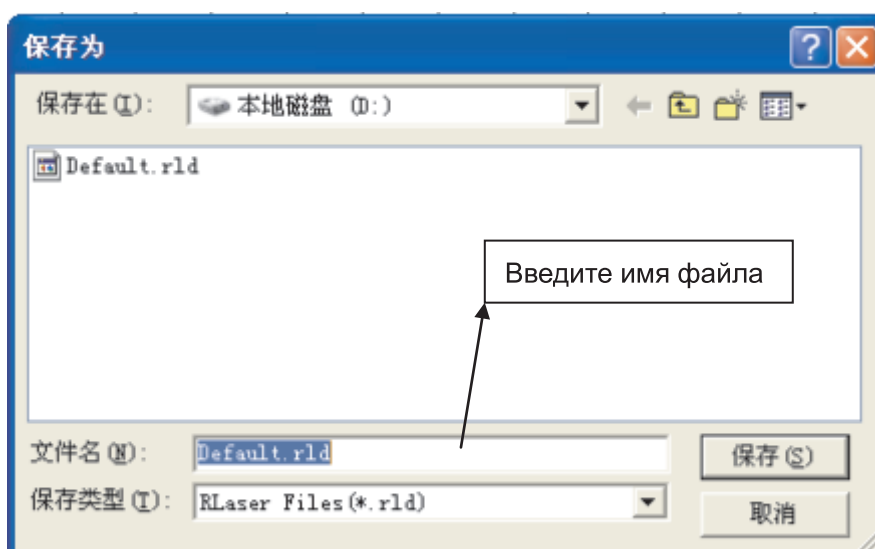 保存为
保存在(I): 本地磁盘 (D:)
Default.rld
Введите имя файла
文件名(N): Default.rld 保存(S)
保存类型(T): RLaser Files(*.rld) 取消